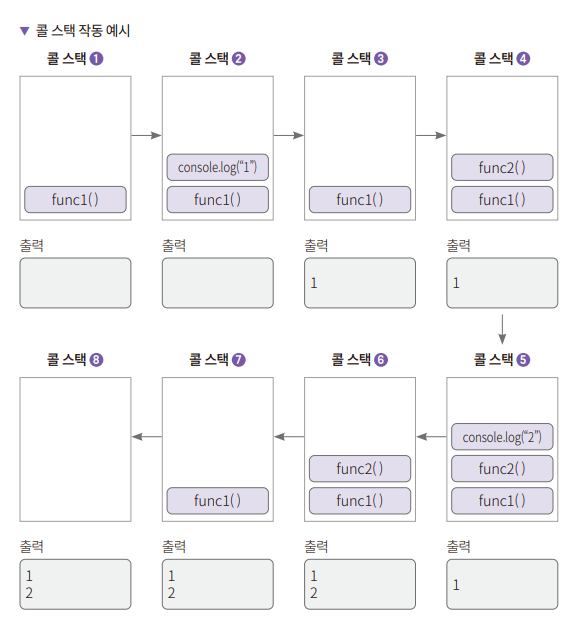 ▼ 콜 스택 작동 예시
콜 스택 ❶
func1( )
출력
콜 스택 ❷
console.log(“1”)
func1( )
출력
콜 스택 ❸
func1( )
출력
1
콜 스택 ❹
func2( )
func1( )
출력
1
콜 스택 ❺
console.log(“2”)
func2( )
func1( )
출력
1
콜 스택 ❻
func2( )
func1( )
출력
1
2
콜 스택 ❼
func1( )
출력
1
2
콜 스택 ❽
출력
1
2